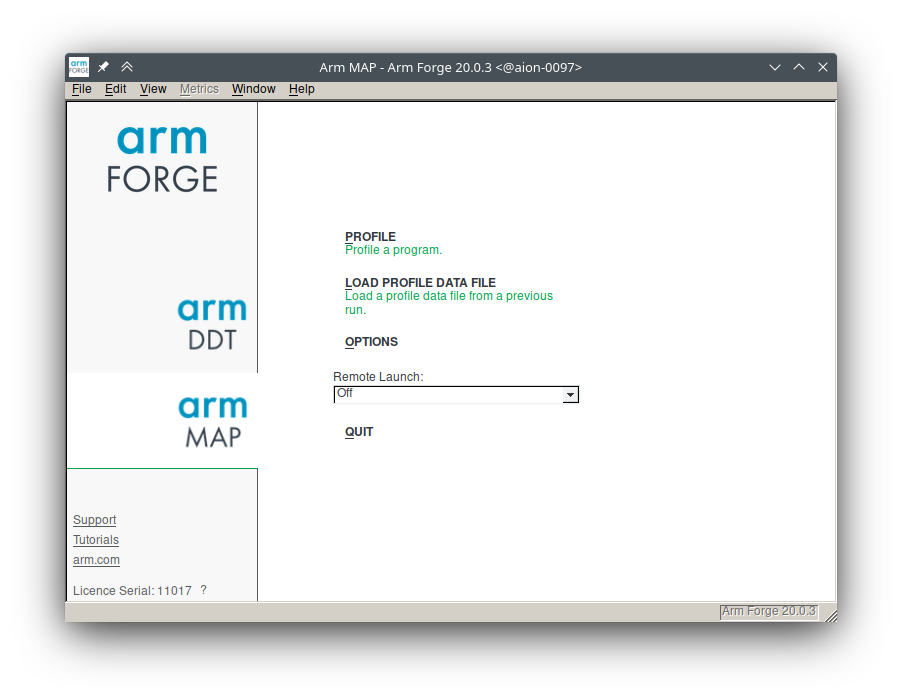 arm
FORGE
Arm MAP - Arm Forge 20.0.3 <@aion-0097>
File Edit View Metrics Window Help
arm
FORGE
arm
DDT
arm
MAP
Support
Tutorials
arm.com
Licence Serial: 11017 ?
PROFILE
Profile a program.
LOAD PROFILE DATA FILE
Load a profile data file from a previous
run.
OPTIONS
Remote Launch:
Off
QUIT
Arm Forge 20.0.3